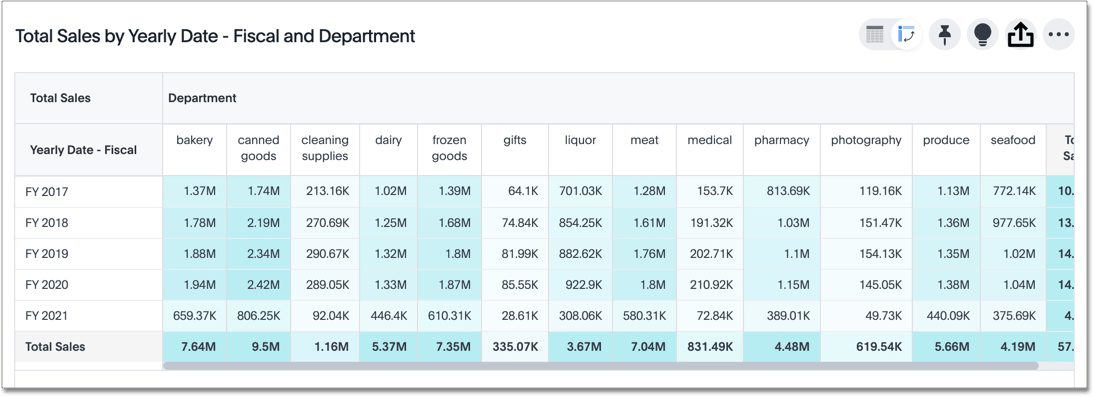 Total Sales by Yearly Date - Fiscal and Department
Total Sales Department
Yearly Date - Fiscal bakery canned goods cleaning supplies dairy frozen goods gifts liquor meat medical pharmacy photography produce seafood
FY 2017 1.37M 1.74M 213.16K 1.02M 1.39M 64.1K 701.03K 1.28M 153.7K 813.69K 119.16K 1.13M 772.14K 10.
FY 2018 1.78M 2.19M 270.69K 1.25M 1.68M 74.84K 854.25K 1.61M 191.32K 1.03M 151.47K 1.36M 977.65K 13.
FY 2019 1.88M 2.34M 290.67K 1.32M 1.8M 81.99K 882.62K 1.76M 202.71K 1.1M 154.13K 1.35M 1.02M 14.
FY 2020 1.94M 2.42M 289.05K 1.33M 1.87M 85.55K 922.9K 1.8M 210.92K 1.15M 145.05K 1.38M 1.04M 14.
FY 2021 659.37K 806.25K 92.04K 446.4K 610.31K 28.61K 308.06K 580.31K 72.84K 389.01K 49.73K 440.09K 375.69K 4.
Total Sales 7.64M 9.5M 1.16M 5.37M 7.35M 335.07K 3.67M 7.04M 831.49K 4.48M 619.54K 5.66M 4.19M 57.